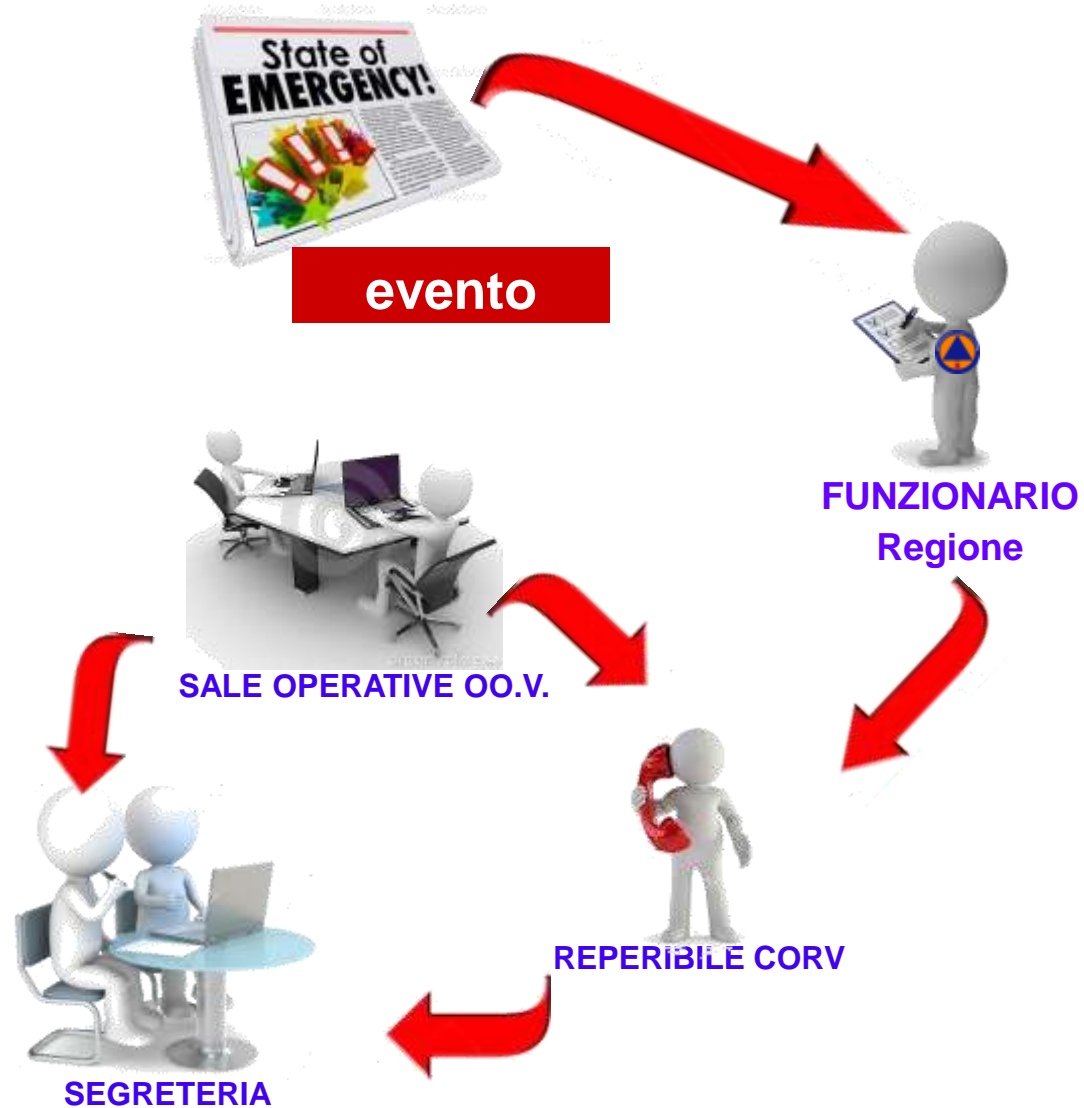 State of
EMERGENCY!
evento
FUNZIONARIO
Regione
SALE OPERATIVE OO.V.
REPERIBILE CORV
SEGRETERIA